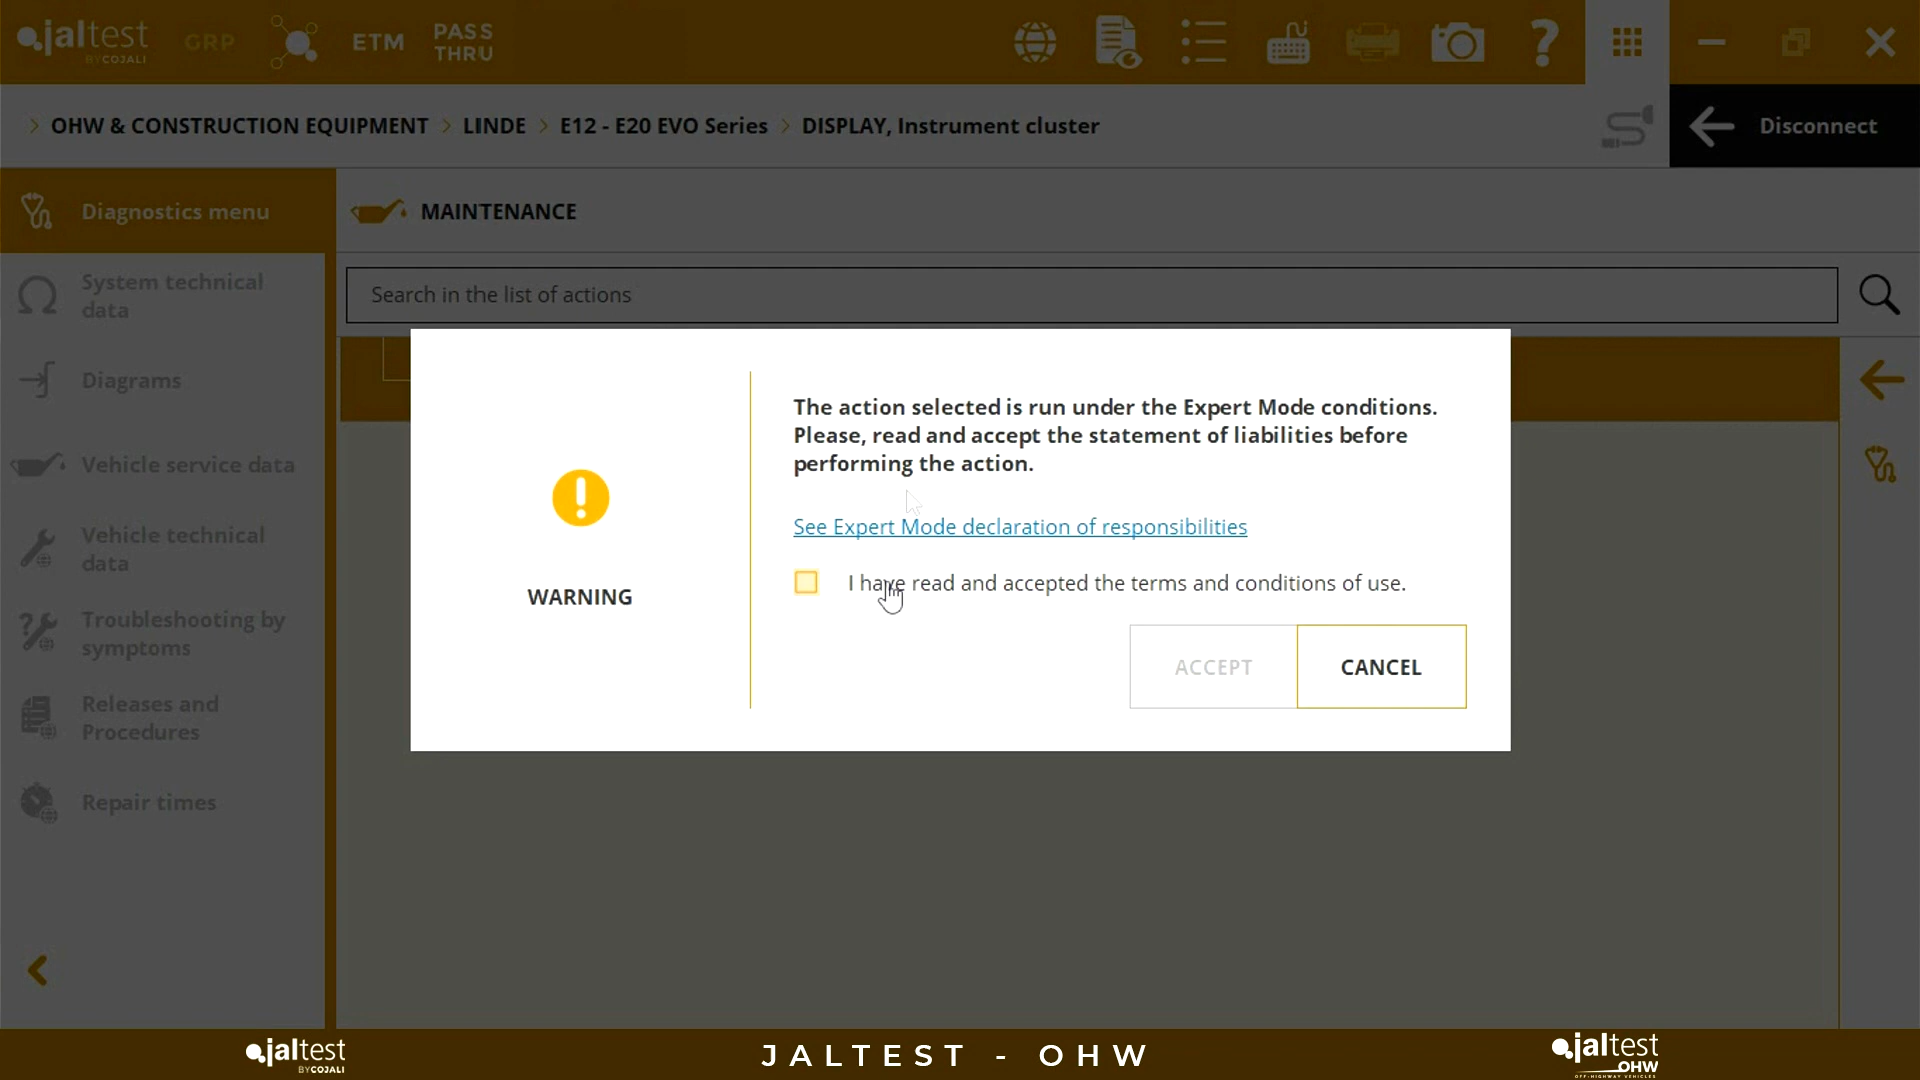 jaltest
BY COJALI
GRP
ETM
PASS
THRU
OHW & CONSTRUCTION EQUIPMENT > LINDE > E12 - E20 EVO Series > DISPLAY, Instrument cluster
Disconnect
Diagnostics menu
MAINTENANCE
System technical
data
Search in the list of actions
Diagrams
Vehicle service data
Vehicle technical
data
Troubleshooting by
symptoms
Releases and
Procedures
Repair times
The action selected is run under the Expert Mode conditions.
Please, read and accept the statement of liabilities before
performing the action.
See Expert Mode declaration of responsibilities
WARNING
I have read and accepted the terms and conditions of use.
ACCEPT
CANCEL
jaltest
BY COJALI
JALTEST - OHW
jaltest
OHW
OFF-HIGHWAY VEHICLES